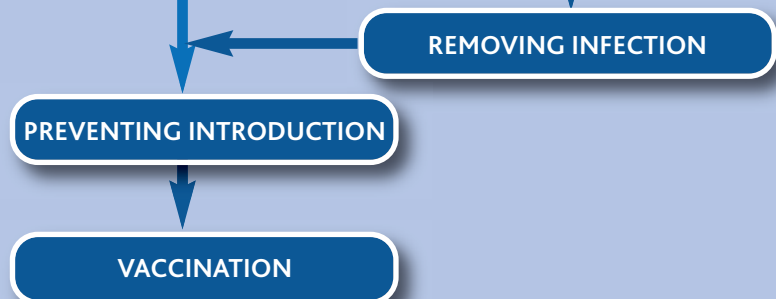 REMOVING INFECTION
PREVENTING INTRODUCTION
VACCINATION